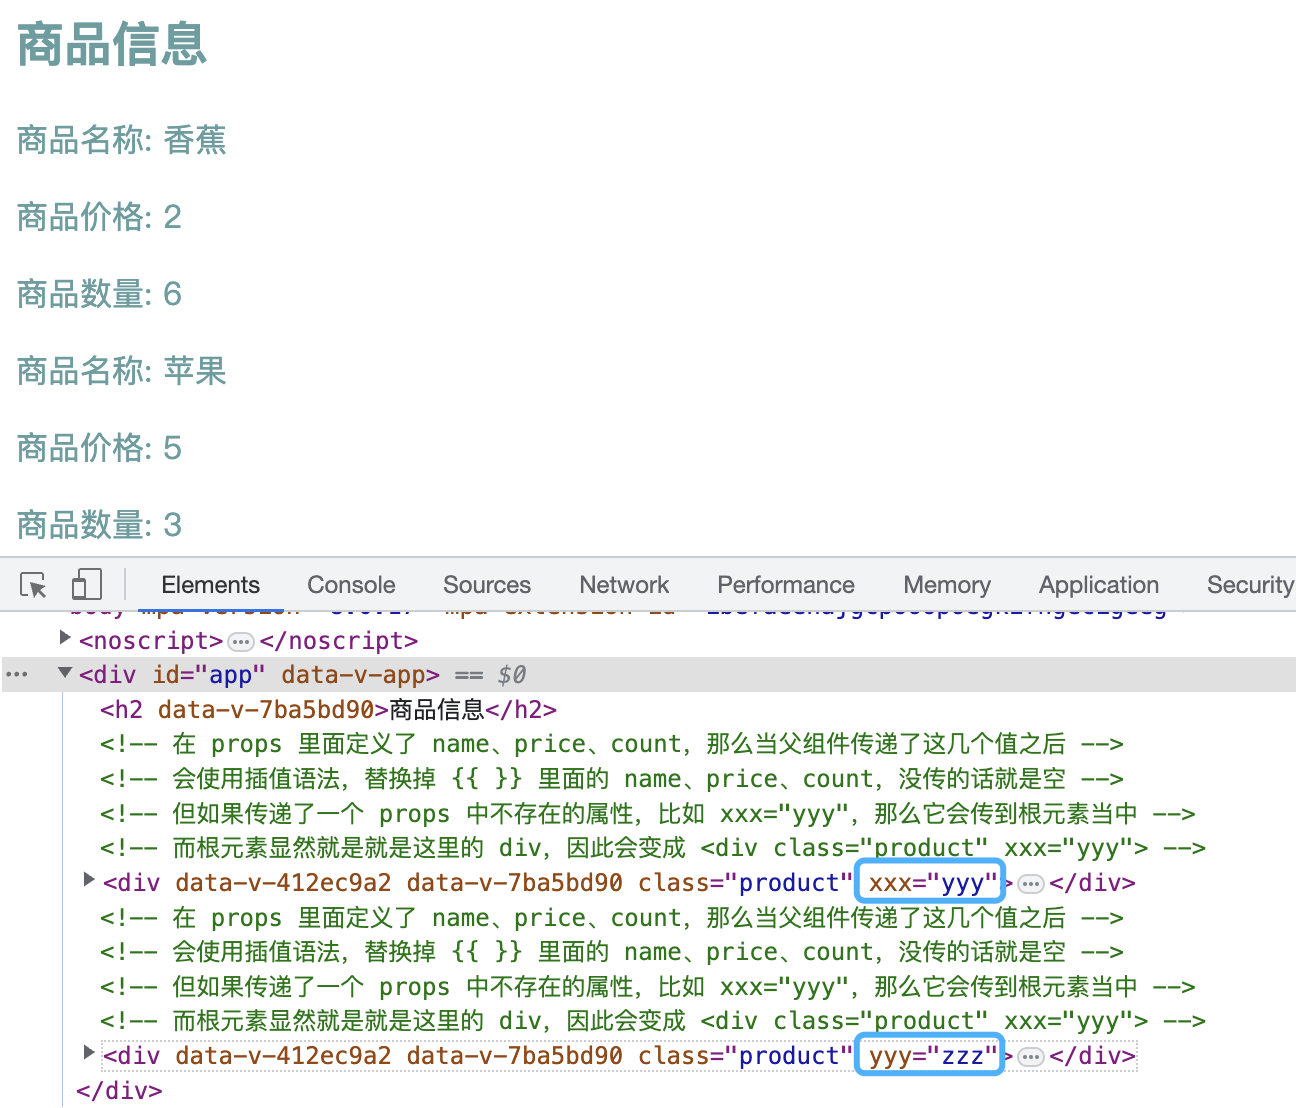 商品信息
商品名称: 香蕉
商品价格: 2
商品数量: 6
商品名称: 苹果
商品价格: 5
商品数量: 3
Elements Console Sources Network Performance Memory Application Security
<noscript>…</noscript>
<div id="app" data-v-app> == $0
<h2 data-v-7ba5bd90>商品信息</h2>
<!-- 在 props 里面定义了 name、price、count，那么当父组件传递了这几个值之后 -->
<!-- 会使用插值语法，替换掉 {{ }} 里面的 name、price、count，没传的话就是空 -->
<!-- 但如果传递了一个 props 中不存在的属性，比如 xxx="yyy"，那么它会传到根元素当中 -->
<!-- 而根元素显然就是就是这里的 div，因此会变成 <div class="product" xxx="yyy"> -->
<div data-v-412ec9a2 data-v-7ba5bd90 class="product" xxx="yyy">…</div>
<!-- 在 props 里面定义了 name、price、count，那么当父组件传递了这几个值之后 -->
<!-- 会使用插值语法，替换掉 {{ }} 里面的 name、price、count，没传的话就是空 -->
<!-- 但如果传递了一个 props 中不存在的属性，比如 xxx="yyy"，那么它会传到根元素当中 -->
<!-- 而根元素显然就是就是这里的 div，因此会变成 <div class="product" xxx="yyy"> -->
<div data-v-412ec9a2 data-v-7ba5bd90 class="product" yyy="zzz">…</div>
</div>